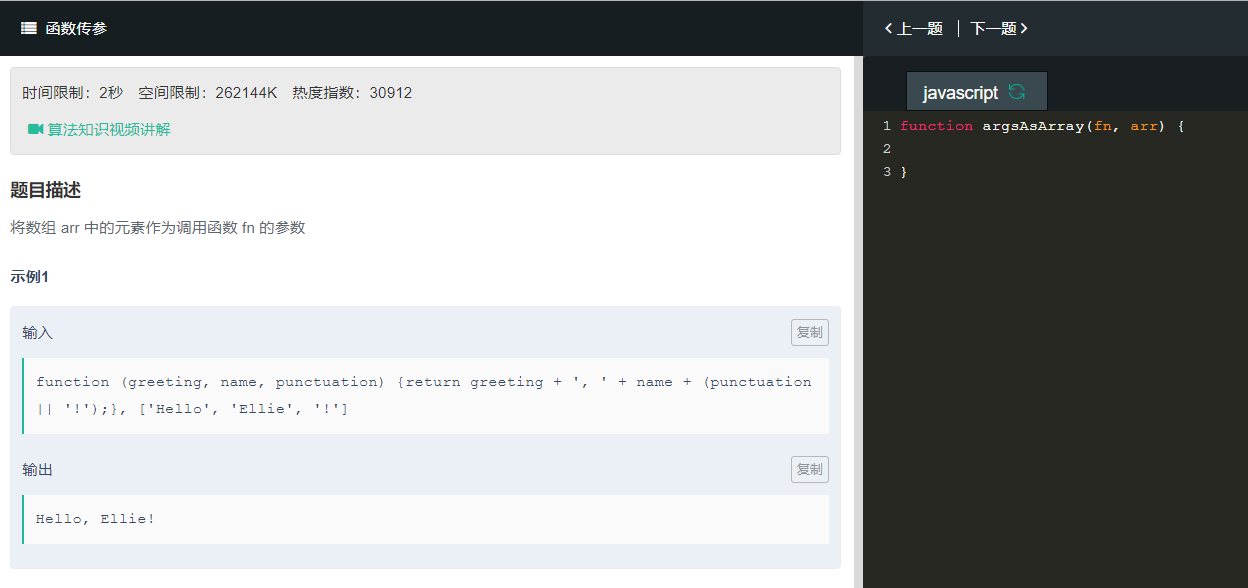 函数传参
上一题 | 下一题
时间限制：2秒 空间限制：262144K 热度指数：30912
算法知识视频讲解
题目描述
将数组 arr 中的元素作为调用函数 fn 的参数
示例1
输入
复制
function (greeting, name, punctuation) {return greeting + ', ' + name + (punctuation
|| '!');}, ['Hello', 'Ellie', '!']
输出
复制
Hello, Ellie!
javascript
1 function argsAsArray(fn, arr) {
2
3 }